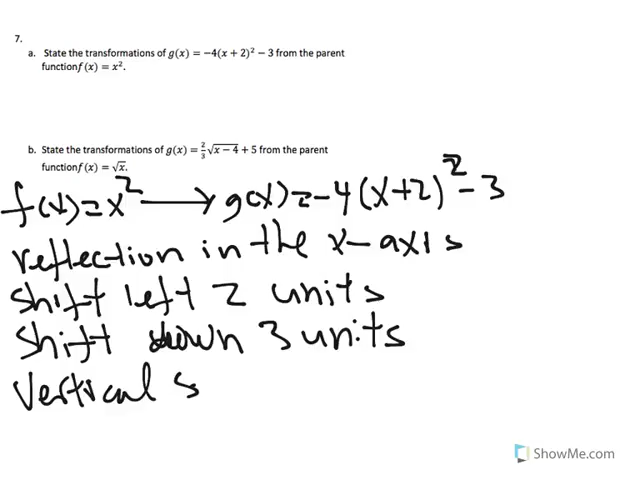 7.
a. State the transformations of g(x) = −4(x + 2)² − 3 from the parent
functionf(x) = x².
b. State the transformations of g(x) = 2/3 √(x − 4) + 5 from the parent
functionf(x) = √x.
f(x)=x² → g(x)=-4(x+2)²-3
reflection in the x-axis
shift left 2 units
shift down 3 units
vertical s
ShowMe.com